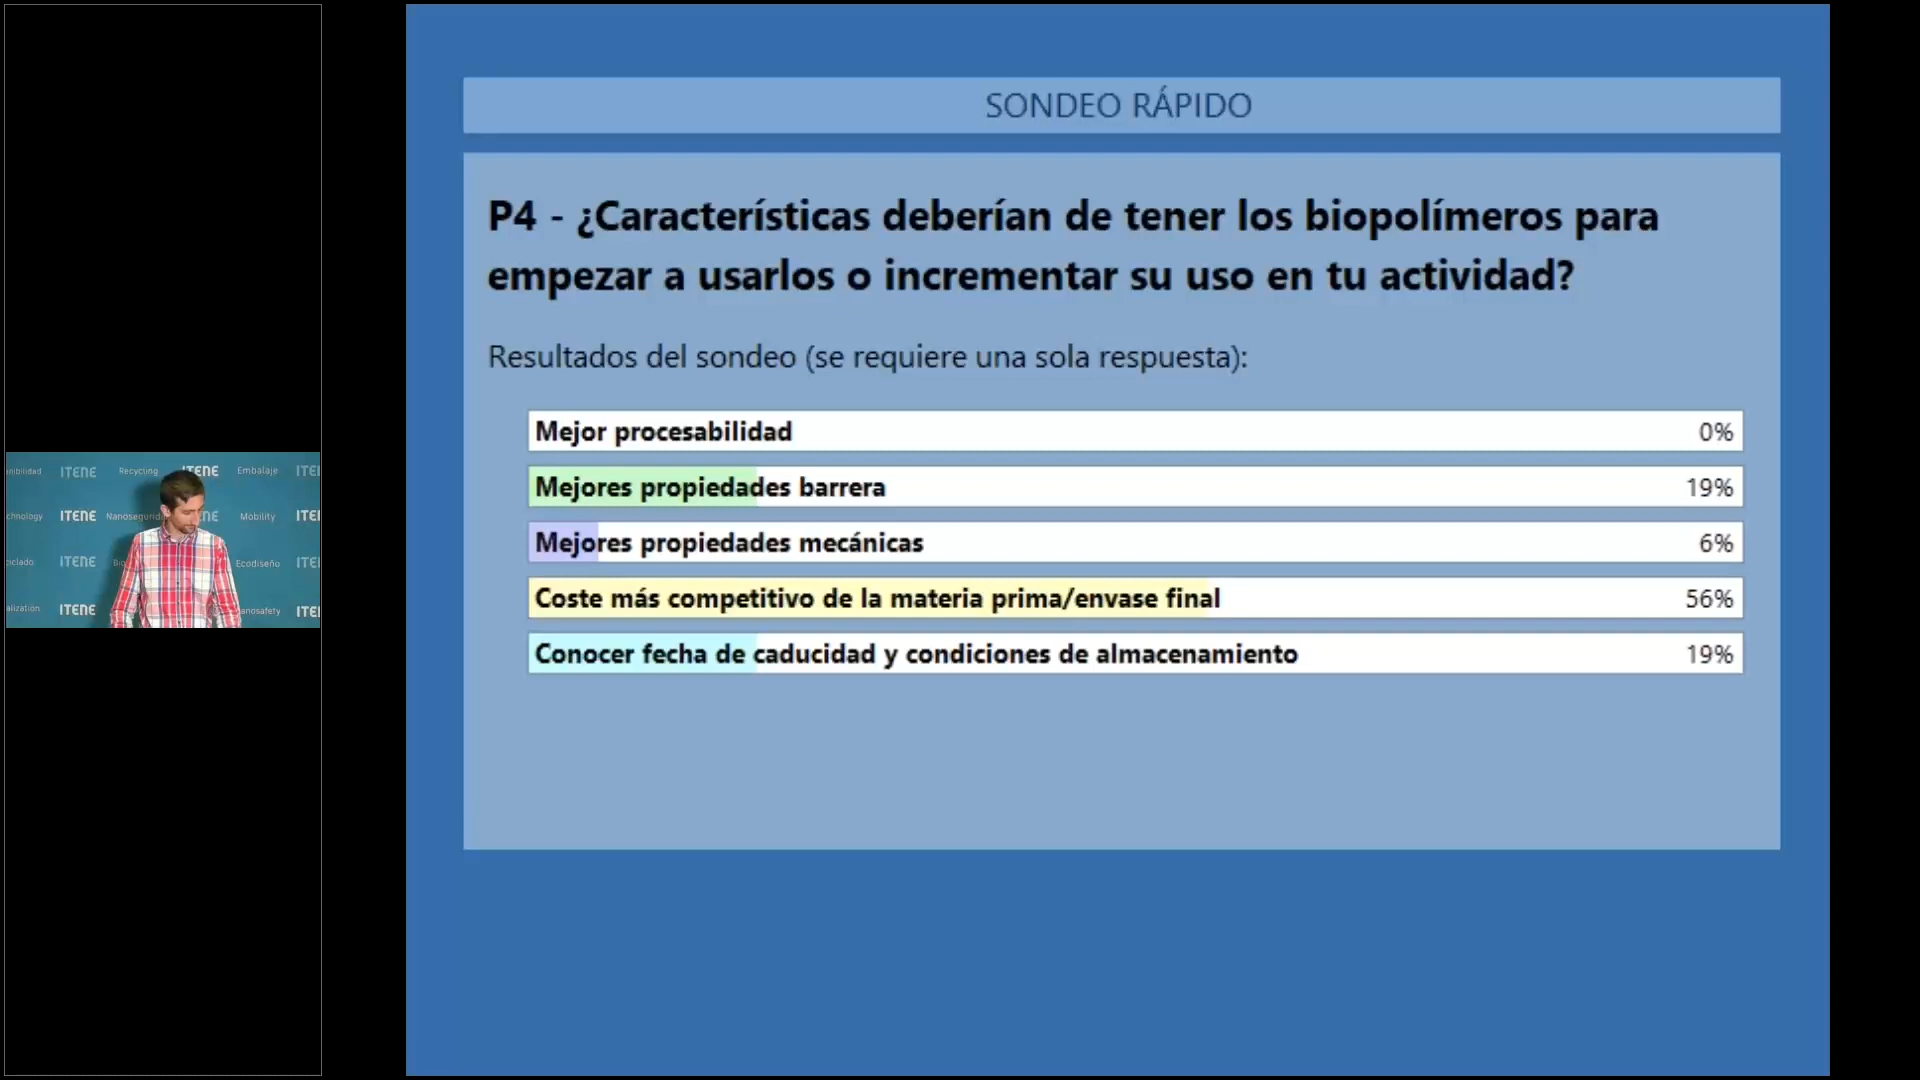 SONDEO RÁPIDO
P4 - ¿Características deberían de tener los biopolímeros para
empezar a usarlos o incrementar su uso en tu actividad?
Resultados del sondeo (se requiere una sola respuesta):
Mejor procesabilidad 0%
Mejores propiedades barrera 19%
Mejores propiedades mecánicas 6%
Coste más competitivo de la materia prima/envase final 56%
Conocer fecha de caducidad y condiciones de almacenamiento 19%
ITENE Recycling ITENE Embalaje
ITENE Mobility
ITENE Ecodiseño
ITENE